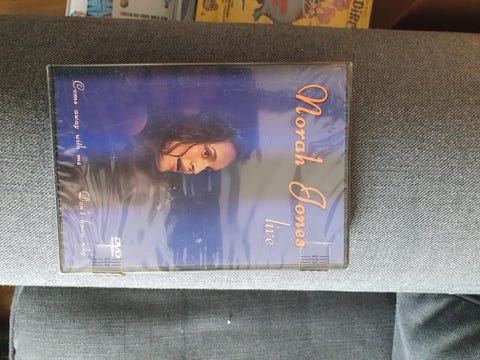 Norah Jones
live
Come away with me Don't know why
DVD